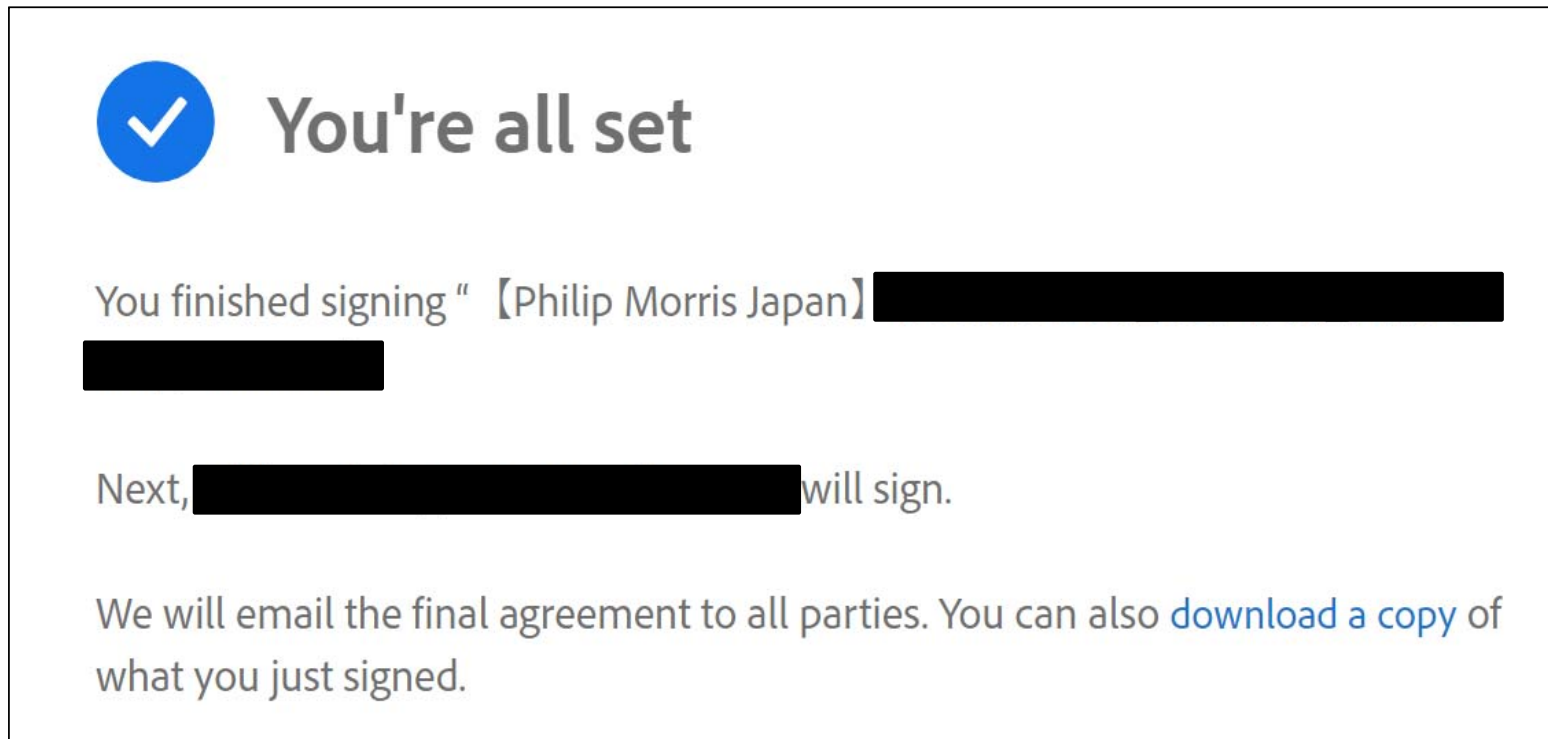 You're all set
You finished signing “ 【Philip Morris Japan】
Next,
will sign.
We will email the final agreement to all parties. You can also download a copy of
what you just signed.